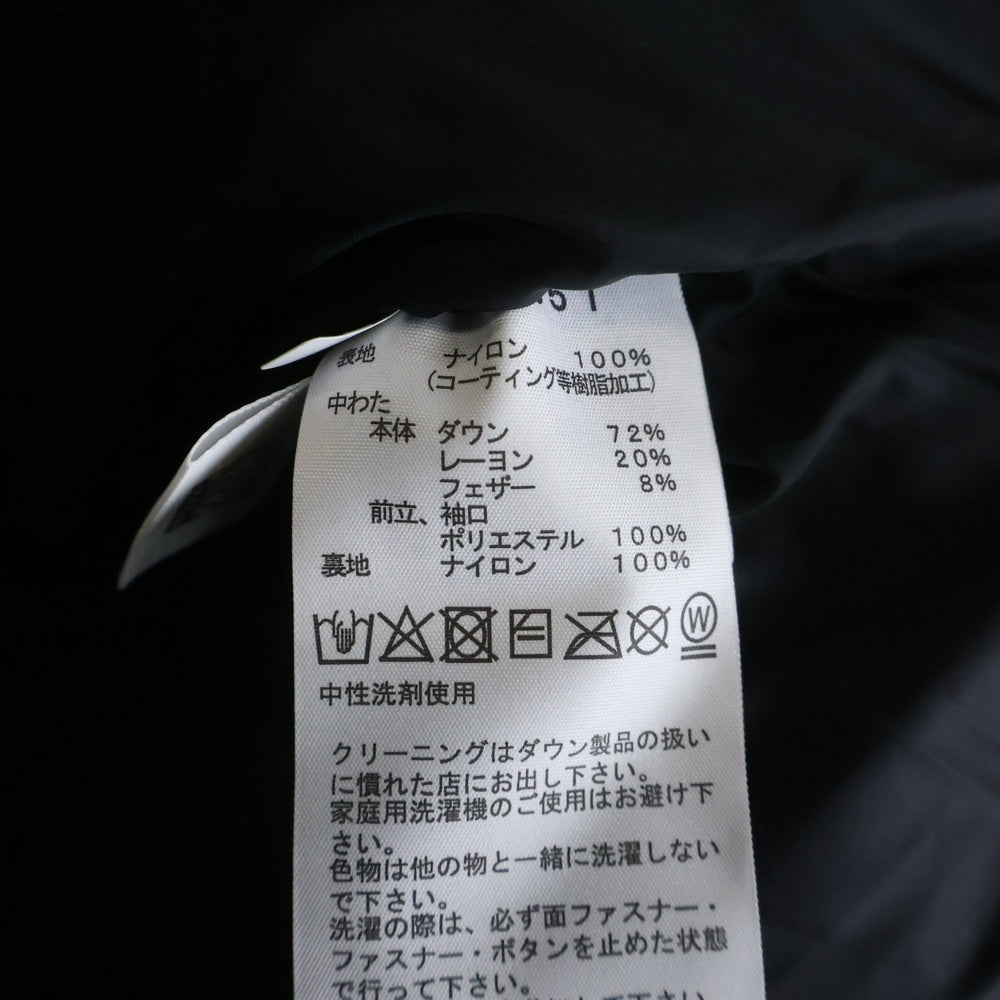 表地 ナイロン 100%
(コーティング等樹脂加工)
中わた
本体 ダウン 72%
レーヨン 20%
フェザー 8%
前立、袖口
ポリエステル 100%
裏地 ナイロン 100%
W
中性洗剤使用
クリーニングはダウン製品の扱い
に慣れた店にお出し下さい。
家庭用洗濯機のご使用はお避け下
さい。
色物は他の物と一緒に洗濯しない
で下さい。
洗濯の際は、必ず面ファスナー・
ファスナー・ボタンを止めた状態
で行って下さい。